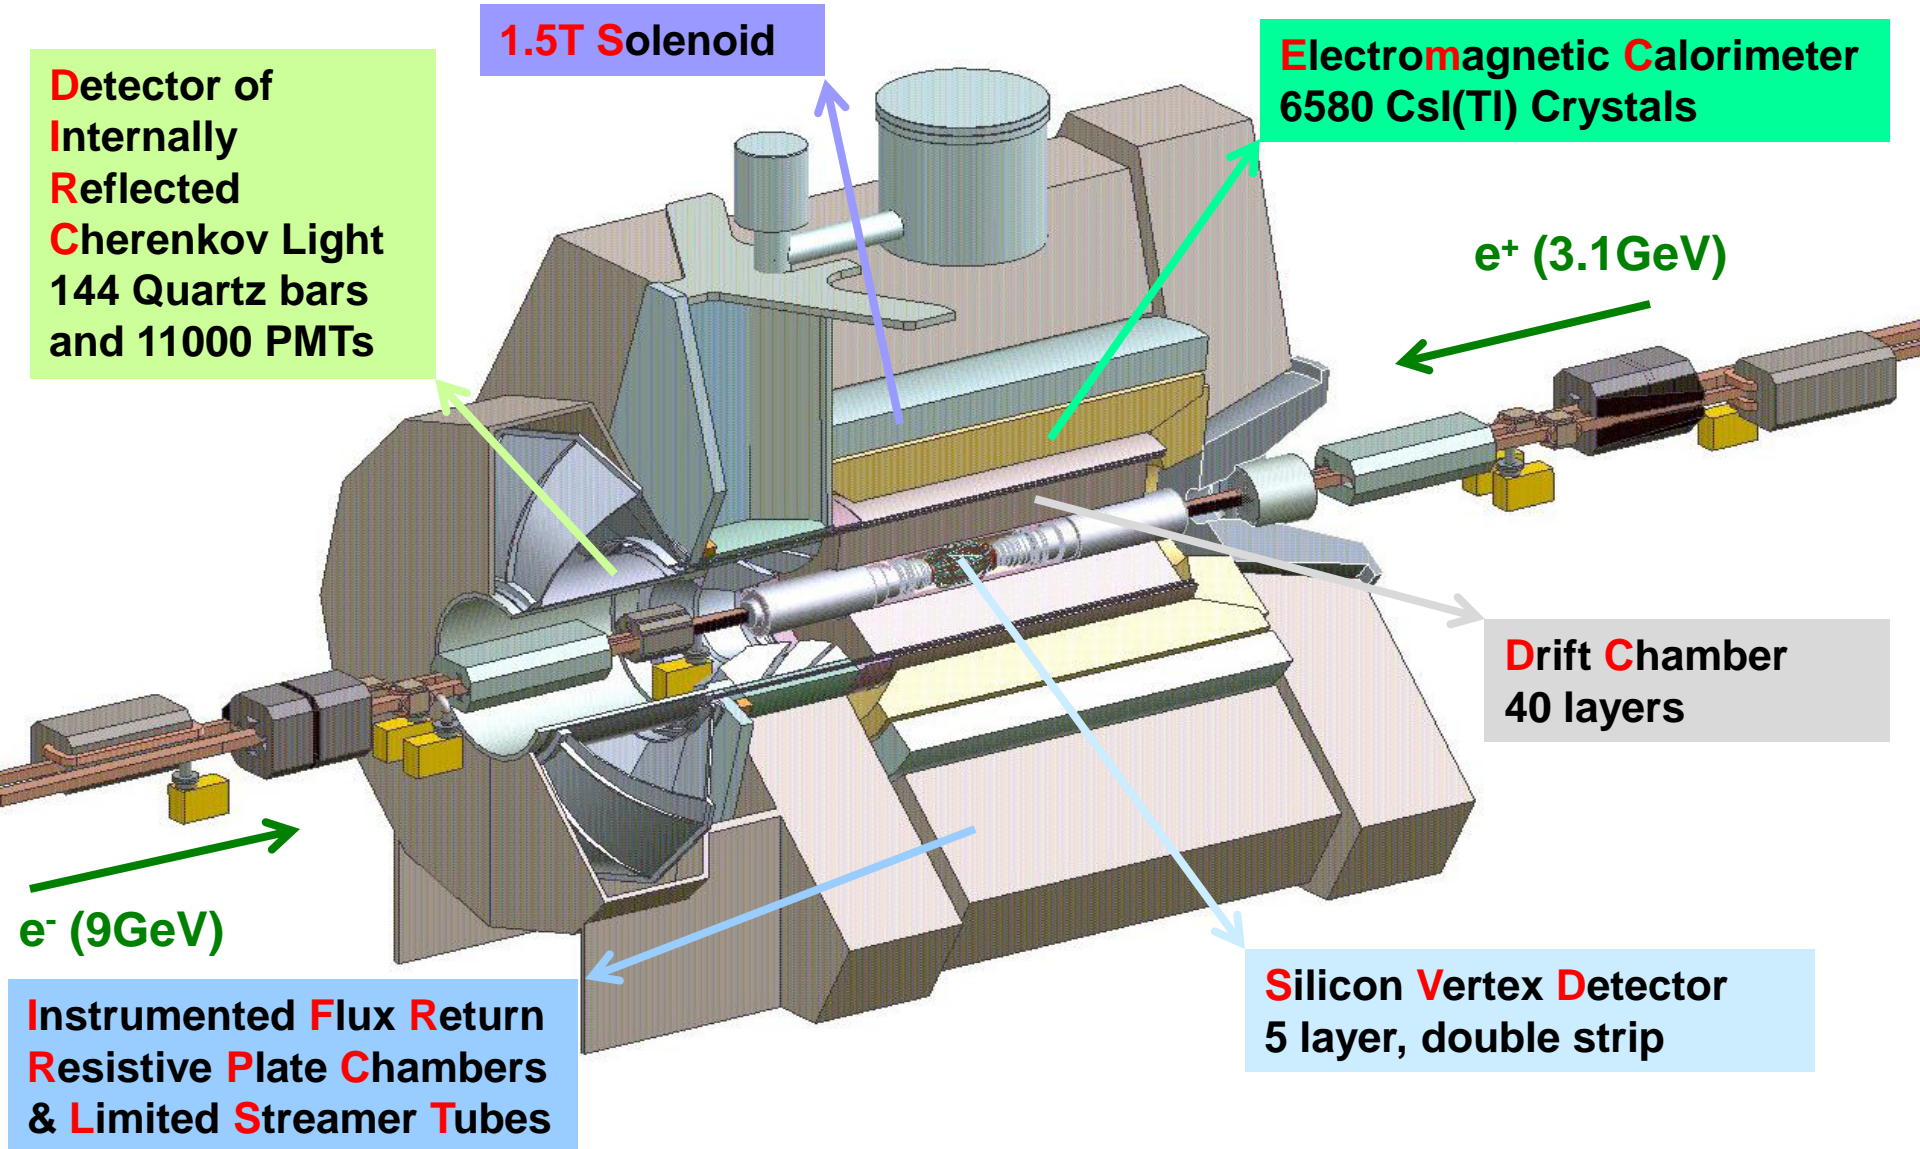 1.5T Solenoid
Detector of
Internally
Reflected
Cherenkov Light
144 Quartz bars
and 11000 PMTs
Electromagnetic Calorimeter
6580 CsI(Tl) Crystals
e⁺ (3.1GeV)
Drift Chamber
40 layers
e⁻ (9GeV)
Silicon Vertex Detector
5 layer, double strip
Instrumented Flux Return
Resistive Plate Chambers
& Limited Streamer Tubes